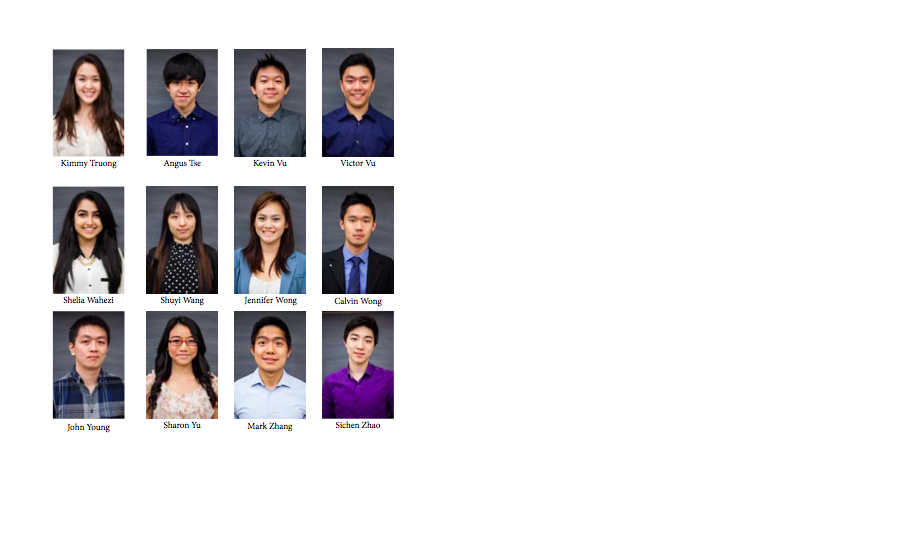 Kimmy Truong
Angus Tse
Kevin Vu
Victor Vu
Shelia Wahezi
Shuyi Wang
Jennifer Wong
Calvin Wong
John Young
Sharon Yu
Mark Zhang
Sichen Zhao